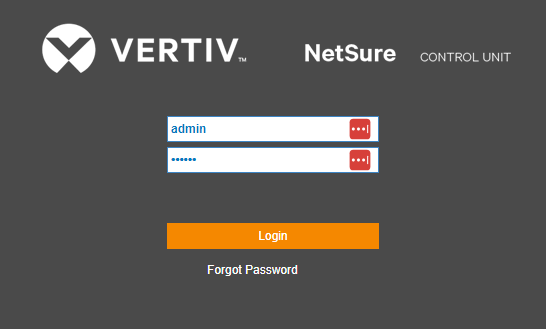 VERTIV™ NetSure CONTROL UNIT
admin
••••••
Login
Forgot Password